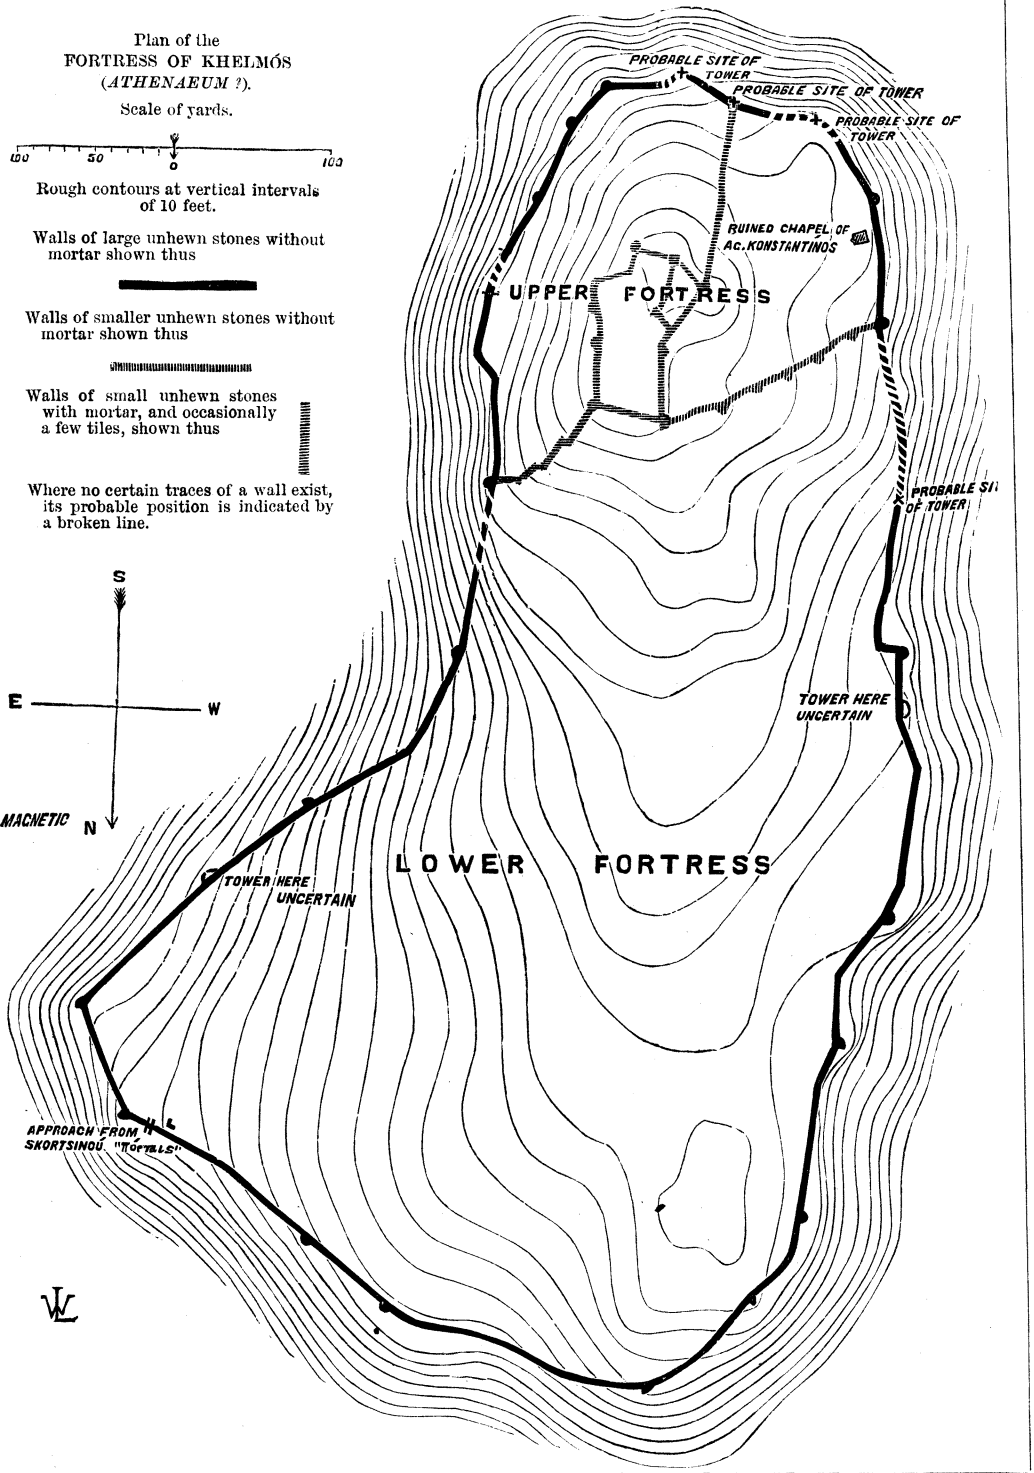 Plan of the
FORTRESS OF KHELMÓS
(ATHENAEUM ?).
Scale of yards.
100 50 0 100
Rough contours at vertical intervals
of 10 feet.
Walls of large unhewn stones without
mortar shown thus
Walls of smaller unhewn stones without
mortar shown thus
Walls of small unhewn stones
with mortar, and occasionally
a few tiles, shown thus
Where no certain traces of a wall exist,
its probable position is indicated by
a broken line.
S
E W
MAGNETIC N
PROBABLE SITE OF
TOWER
PROBABLE SITE OF TOWER
PROBABLE SITE OF
TOWER
RUINED CHAPEL OF
AG. KONSTANTÍNOS
UPPER FORTRESS
PROBABLE SI
OF TOWER
TOWER HERE
UNCERTAIN
LOWER FORTRESS
TOWER HERE
UNCERTAIN
APPROACH FROM
SKORTSINOÚ. "Πόρταις"